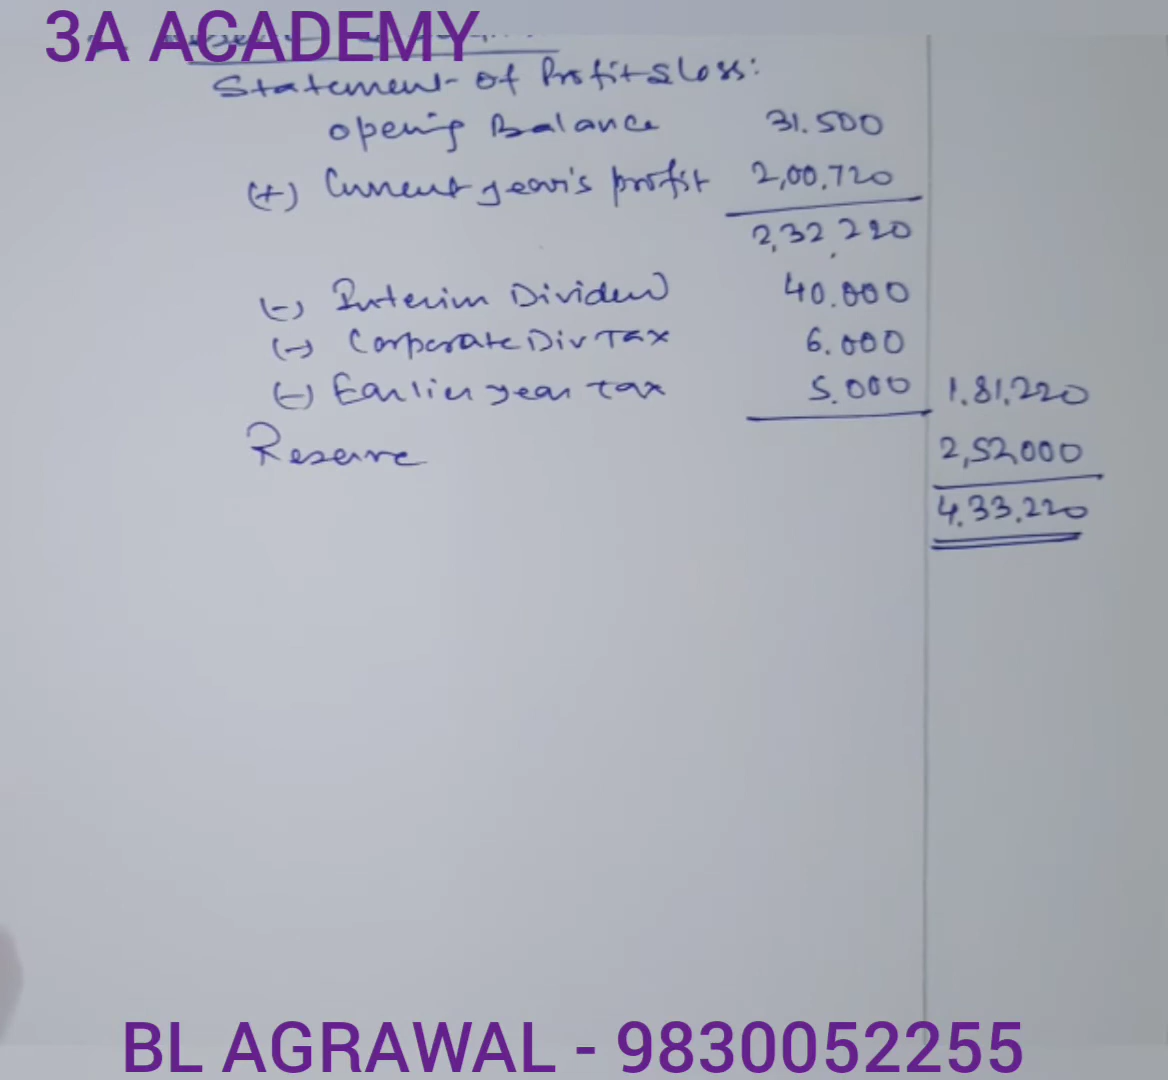 3A ACADEMY
Statement of Profit & Loss:
Opening Balance 31.500
(+) Current year's profit 2,00,720
2,32,220
(-) Interim Dividend 40.000
(-) Corporate Div Tax 6.000
(-) Earlier year tax 5.000 1.81.220
Reserve 2,52,000
4.33.220
BL AGRAWAL - 9830052255